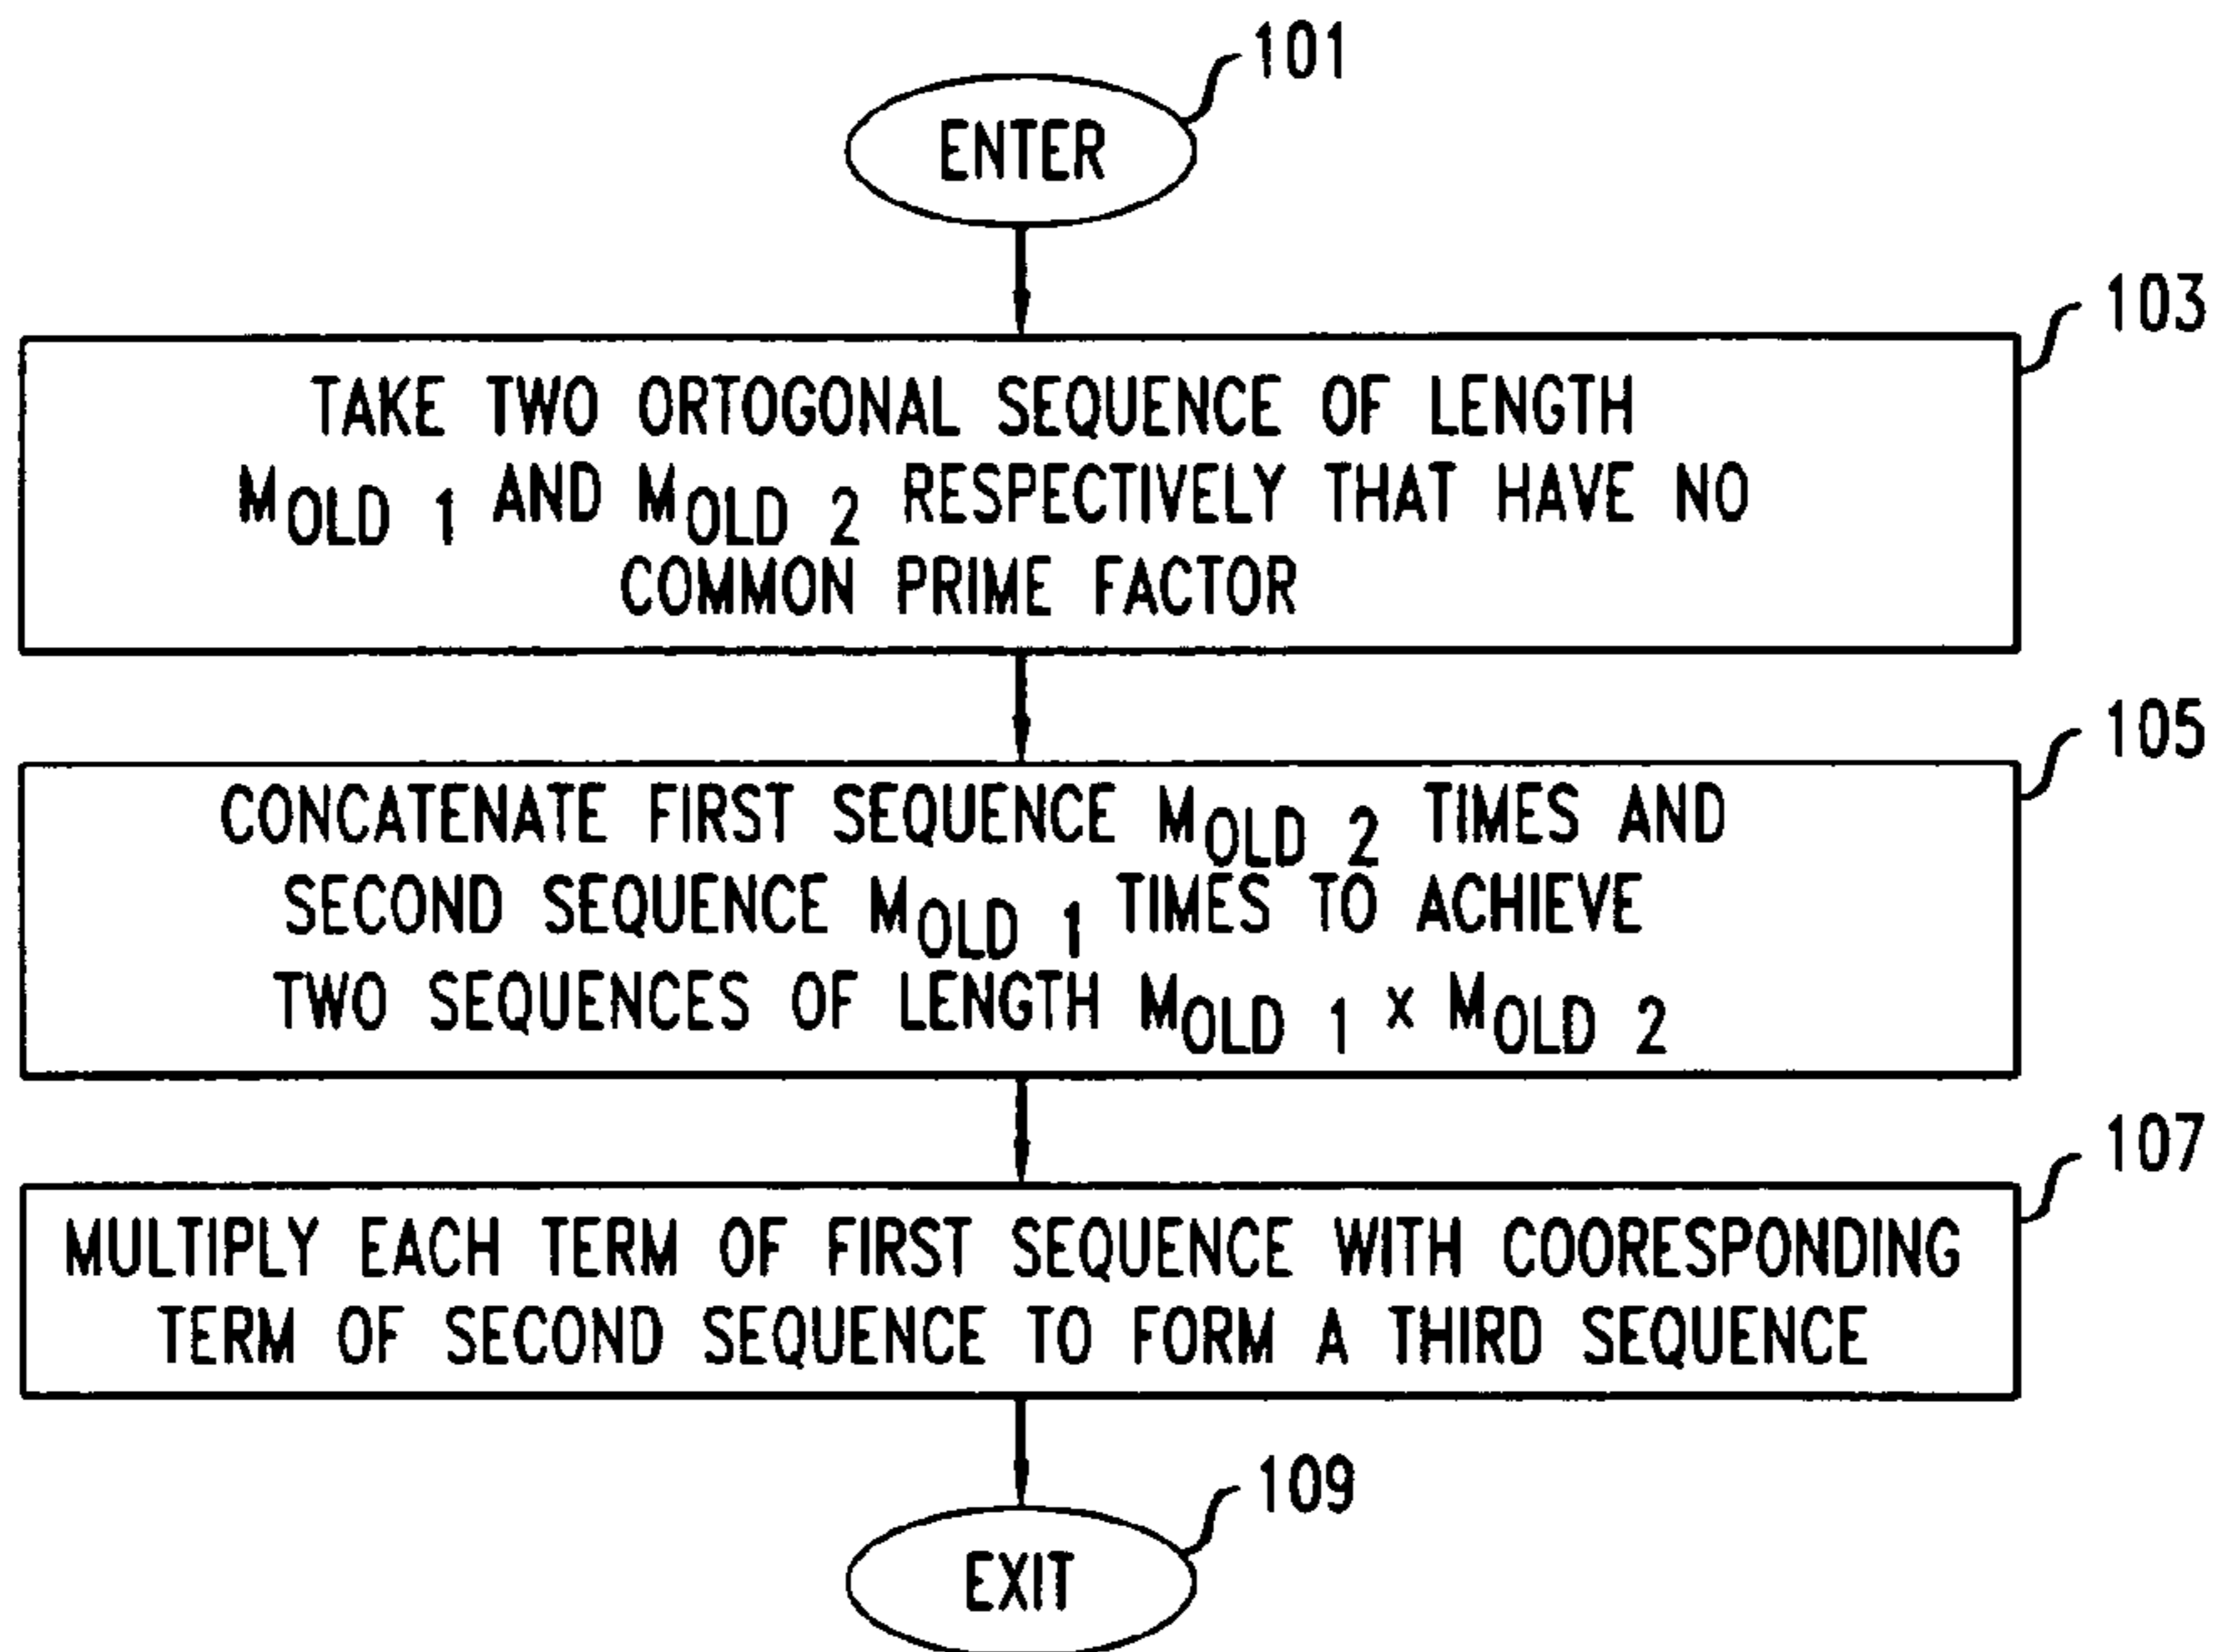 101
ENTER
103
TAKE TWO ORTOGONAL SEQUENCE OF LENGTH
MOLD 1 AND MOLD 2 RESPECTIVELY THAT HAVE NO
COMMON PRIME FACTOR
105
CONCATENATE FIRST SEQUENCE MOLD 2 TIMES AND
SECOND SEQUENCE MOLD 1 TIMES TO ACHIEVE
TWO SEQUENCES OF LENGTH MOLD 1 x MOLD 2
107
MULTIPLY EACH TERM OF FIRST SEQUENCE WITH COORESPONDING
TERM OF SECOND SEQUENCE TO FORM A THIRD SEQUENCE
109
EXIT